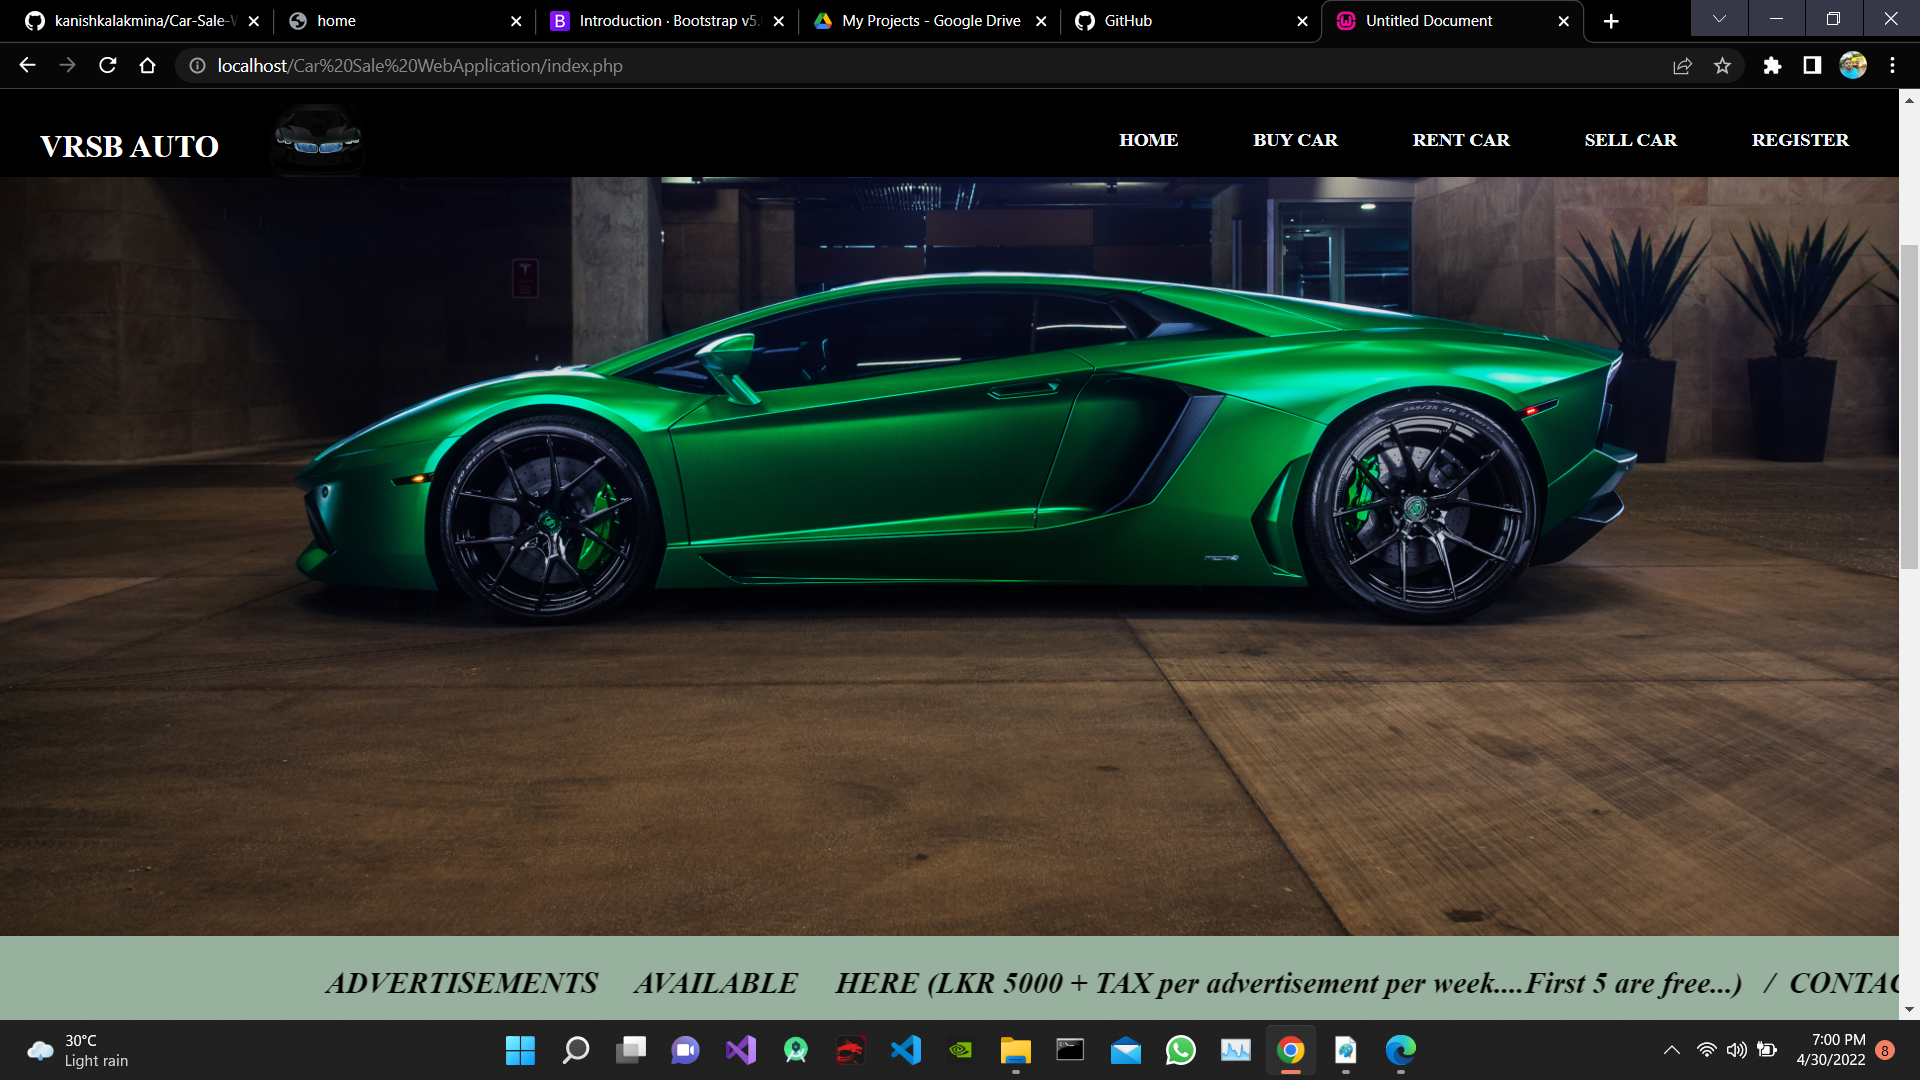 kanishkalakmina/Car-Sale-W
home
Introduction · Bootstrap v5.
My Projects - Google Drive
GitHub
Untitled Document
localhost/Car%20Sale%20WebApplication/index.php
VRSB AUTO
HOME
BUY CAR
RENT CAR
SELL CAR
REGISTER
ADVERTISEMENTS AVAILABLE HERE (LKR 5000 + TAX per advertisement per week....First 5 are free...) / CONTAC
30°C
Light rain
7:00 PM
4/30/2022
8